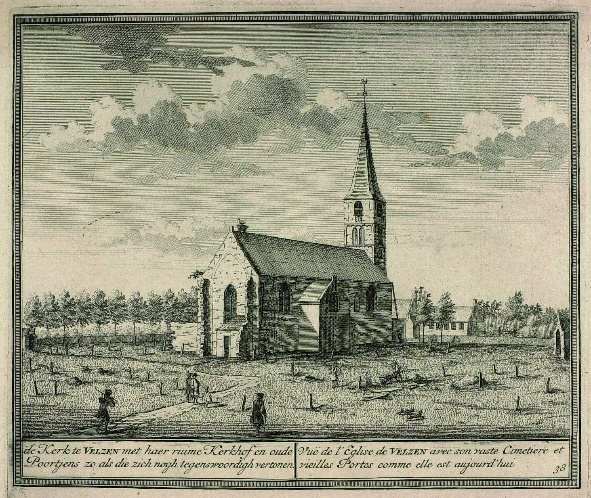 de Kerk te VELZEN met haer ruime Kerkhof en oude
Poortjens zo als die zich nogh tegenswoordigh vertonen
Vuë de l'Eglise de VELZEN avec son vaste Cimetiere et
vieilles Portes comme elle est aujourd'hui
38